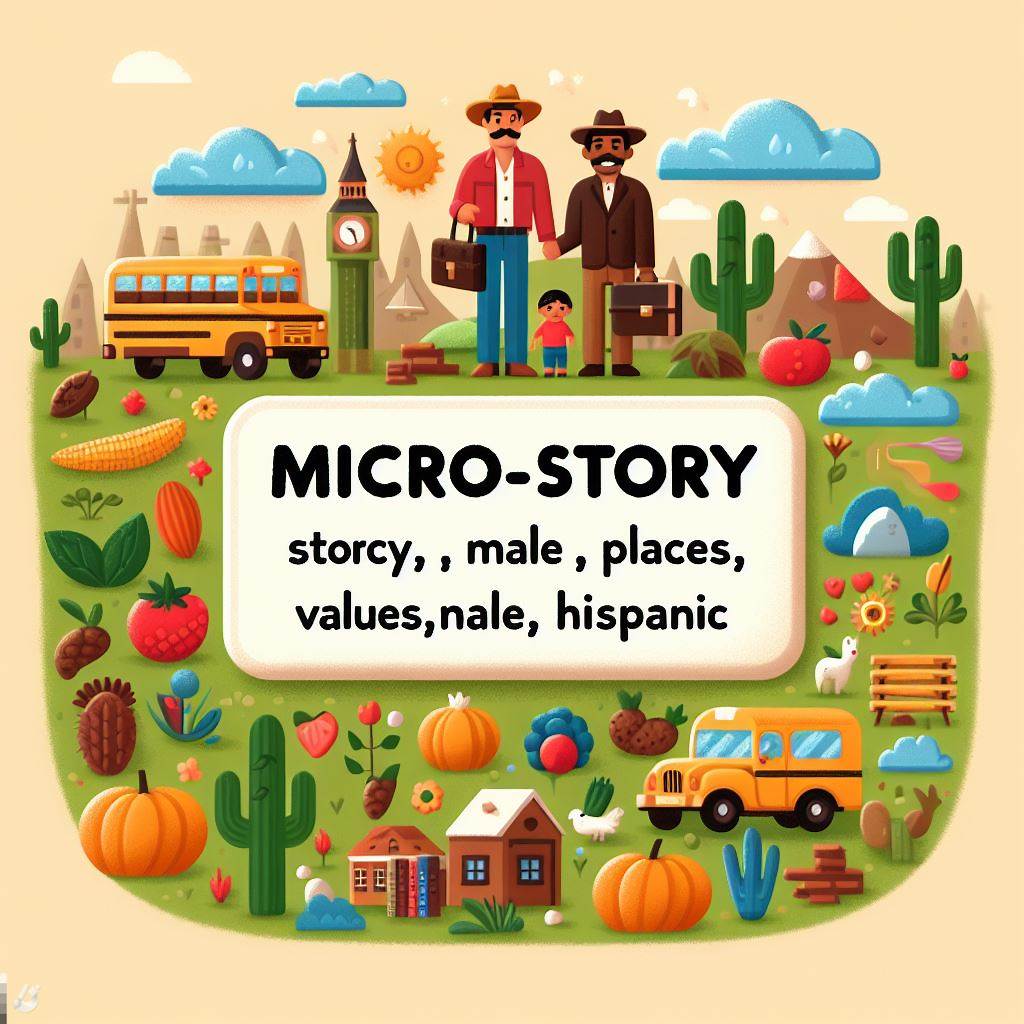 MICRO-STORY
storcy, , male , places,
values,nale, hispanic